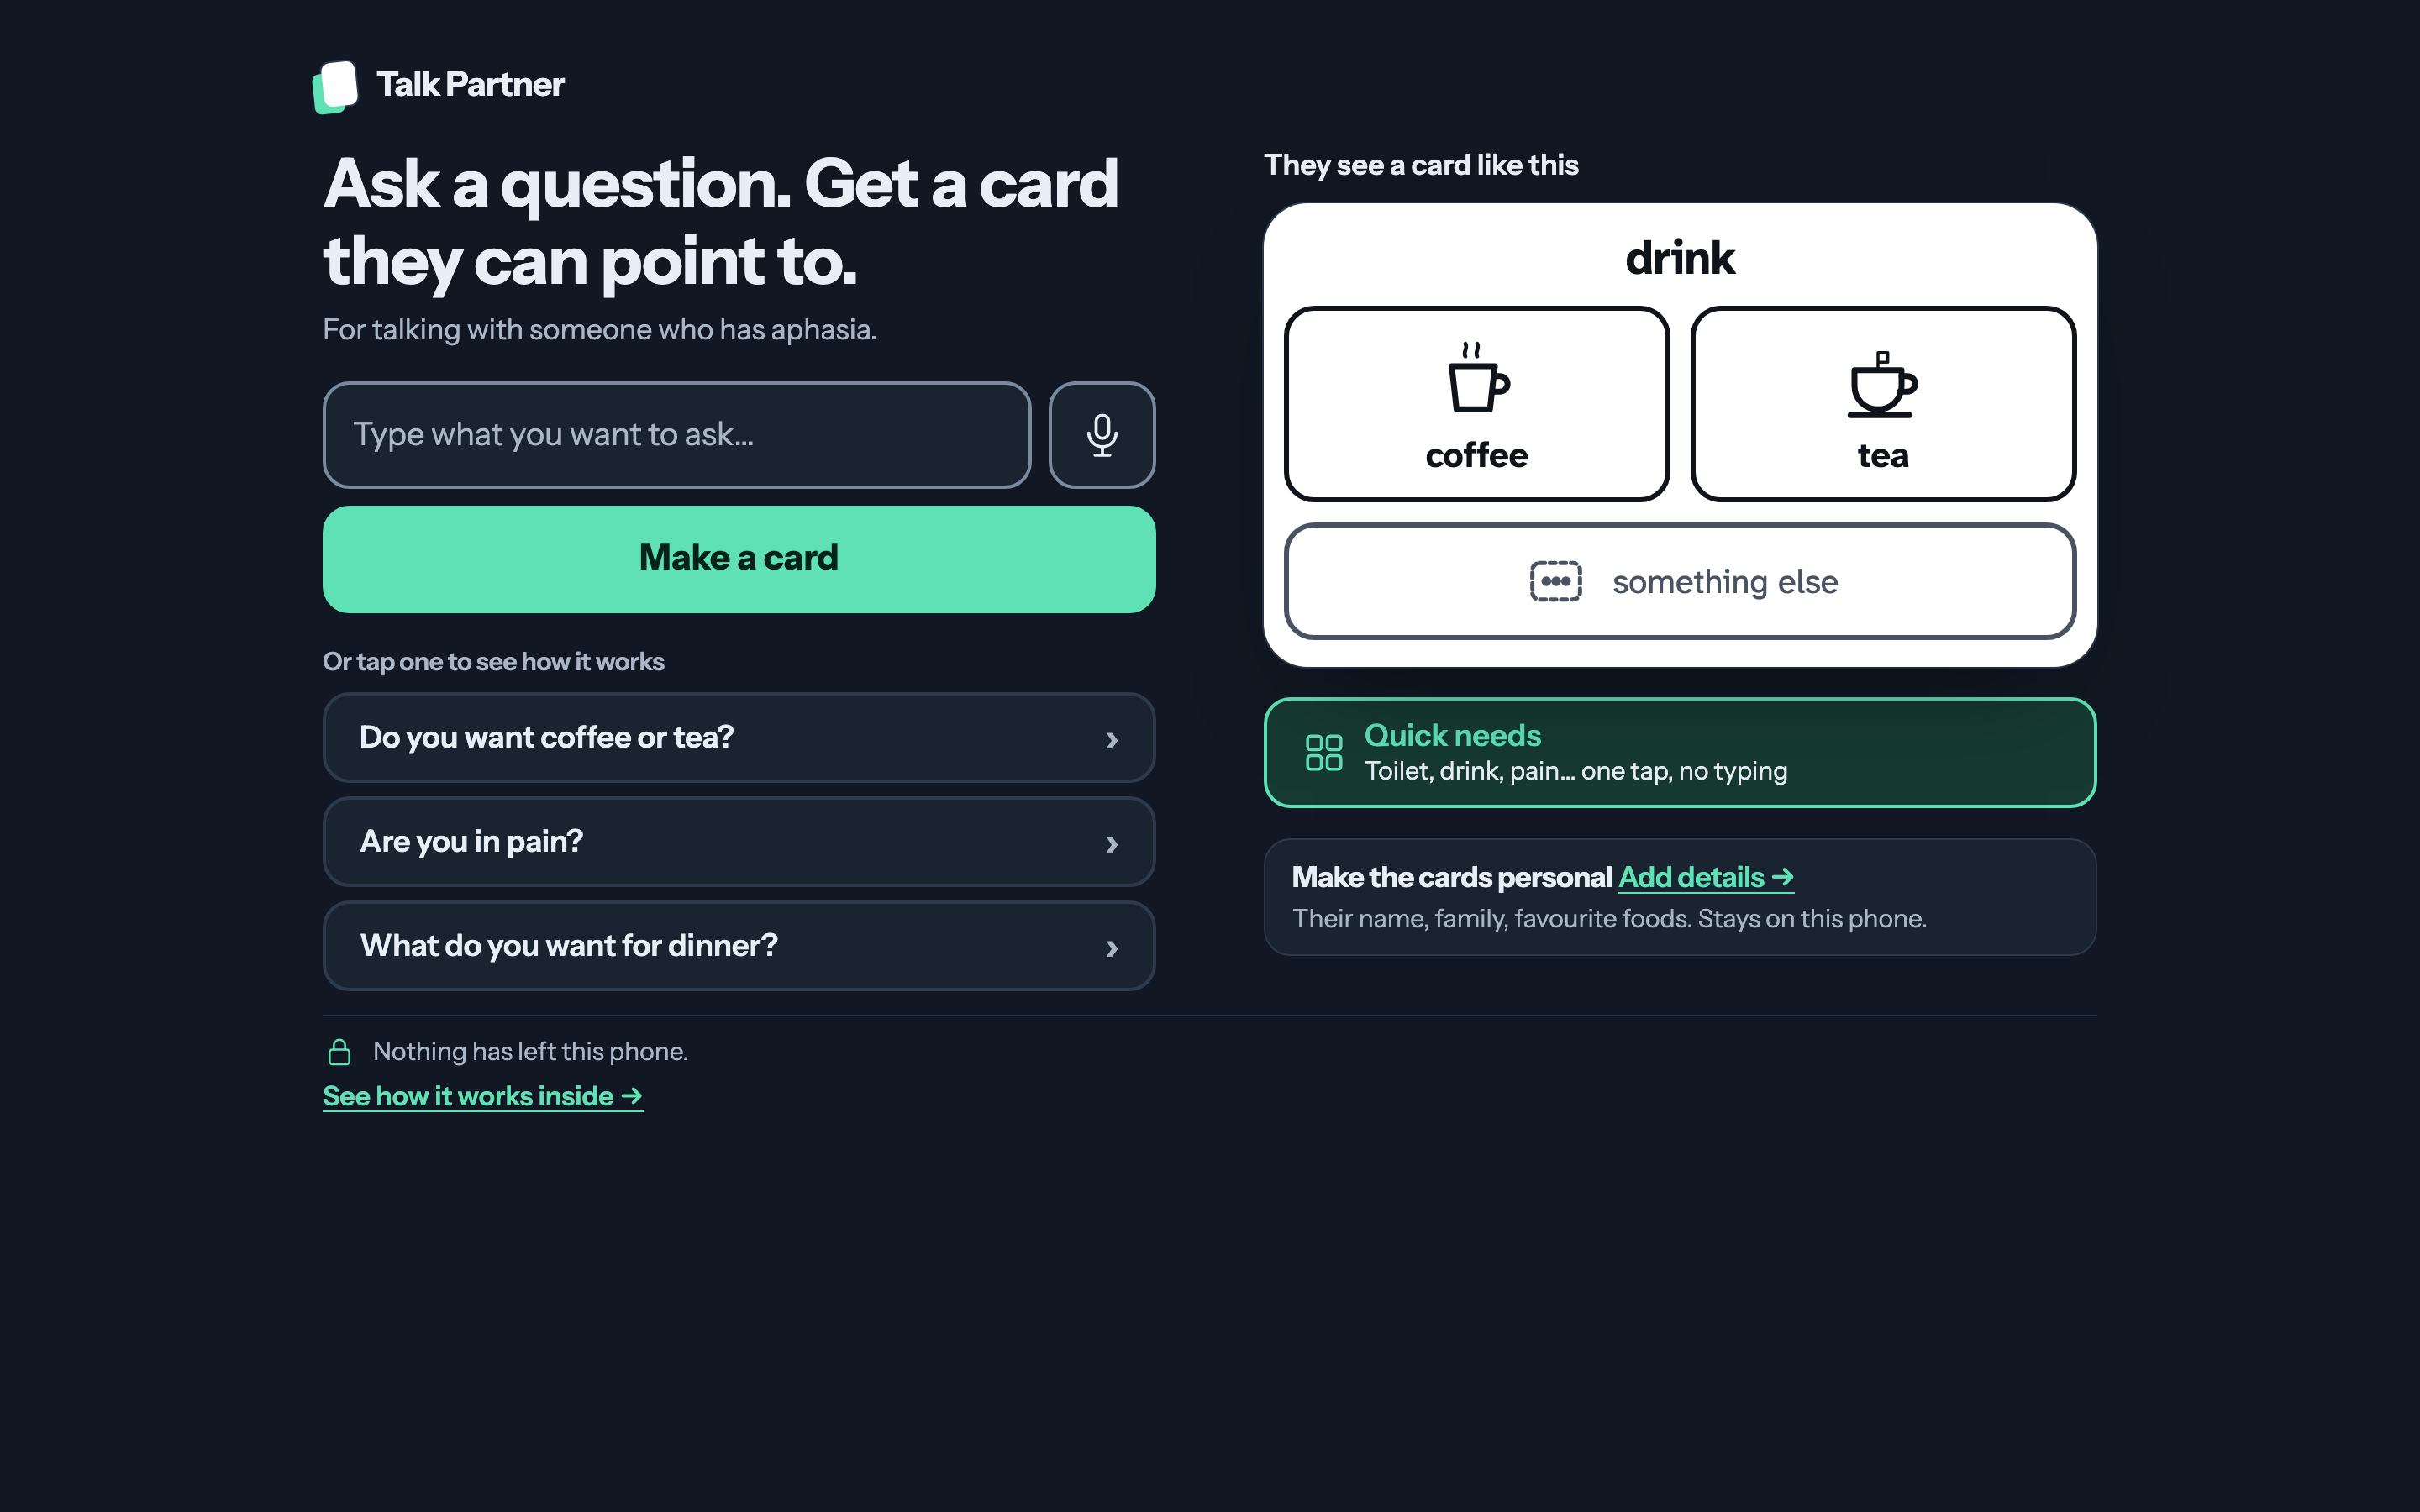 Talk Partner
Ask a question. Get a card
they can point to.
For talking with someone who has aphasia.
Type what you want to ask...
Make a card
Or tap one to see how it works
Do you want coffee or tea?
Are you in pain?
What do you want for dinner?
They see a card like this
drink
coffee
tea
something else
Quick needs
Toilet, drink, pain... one tap, no typing
Make the cards personal Add details →
Their name, family, favourite foods. Stays on this phone.
Nothing has left this phone.
See how it works inside →